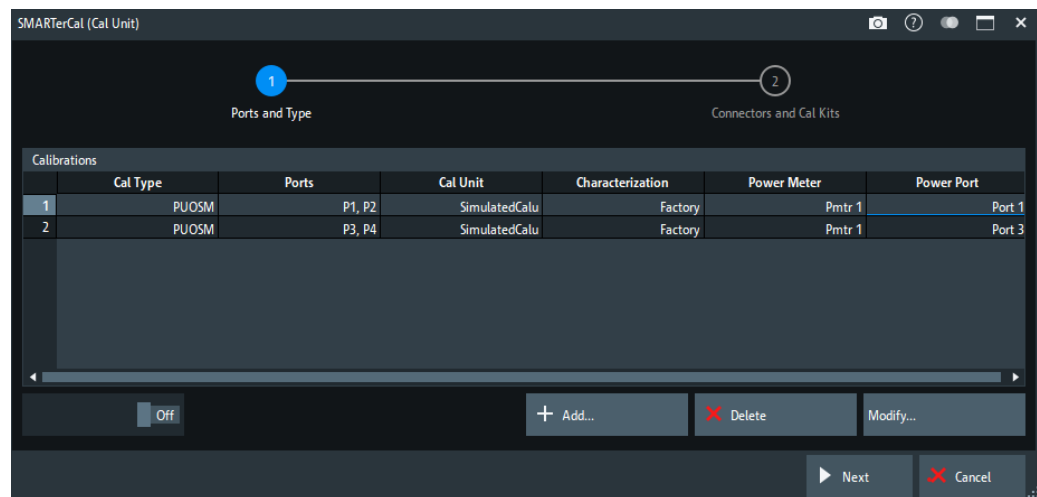 SMARTerCal (Cal Unit)
1
2
Ports and Type
Connectors and Cal Kits
Calibrations
Cal Type Ports Cal Unit Characterization Power Meter Power Port
1 PUOSM P1, P2 SimulatedCalu Factory Pmtr 1 Port 1
2 PUOSM P3, P4 SimulatedCalu Factory Pmtr 1 Port 3
Off
Add...
Delete
Modify...
Next
Cancel